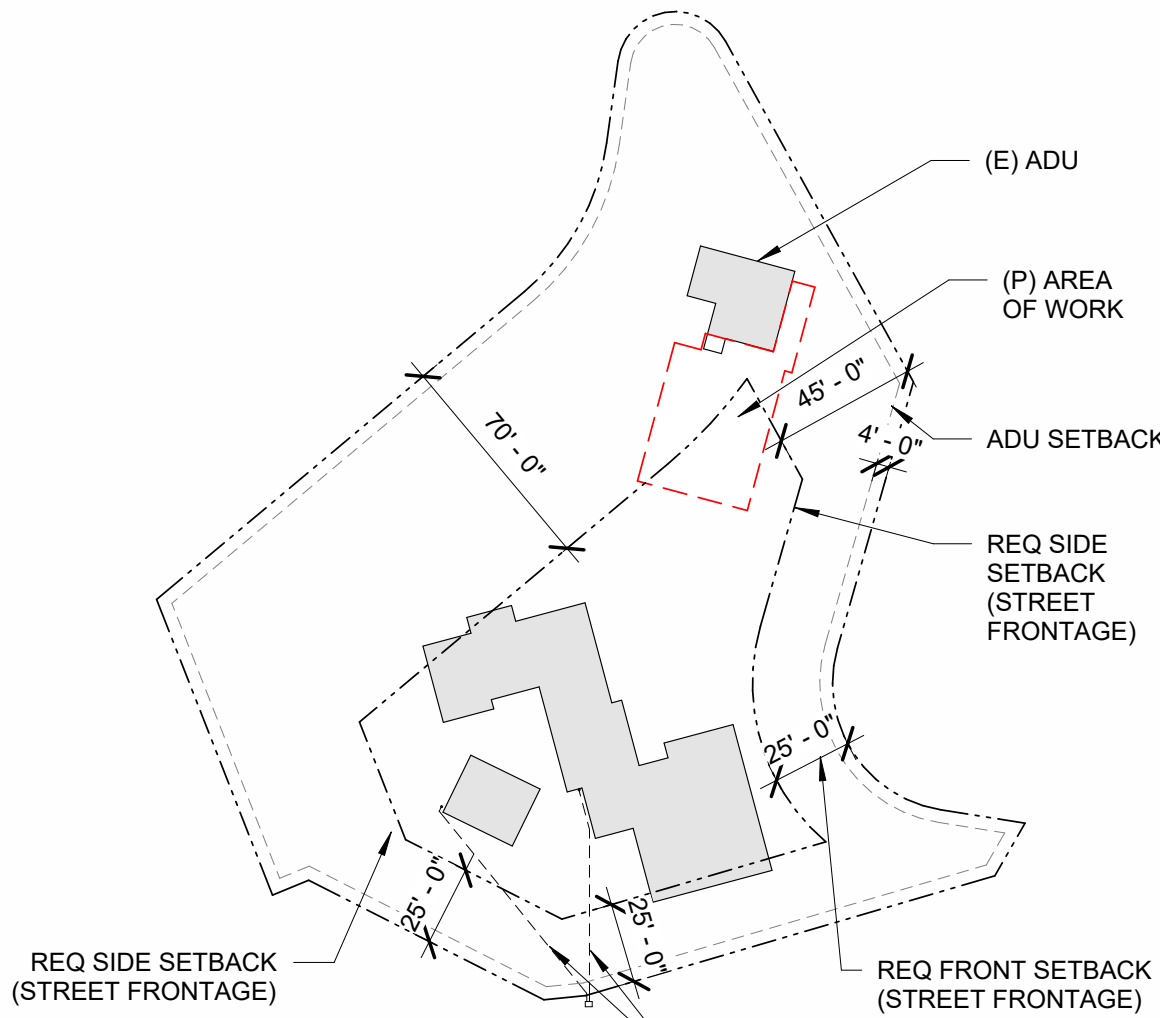 (E) ADU
(P) AREA
OF WORK
45' - 0"
70' - 0"
4' - 0"
ADU SETBACK
REQ SIDE
SETBACK
(STREET
FRONTAGE)
25' - 0"
25' - 0"
25' - 0"
REQ SIDE SETBACK
(STREET FRONTAGE)
REQ FRONT SETBACK
(STREET FRONTAGE)